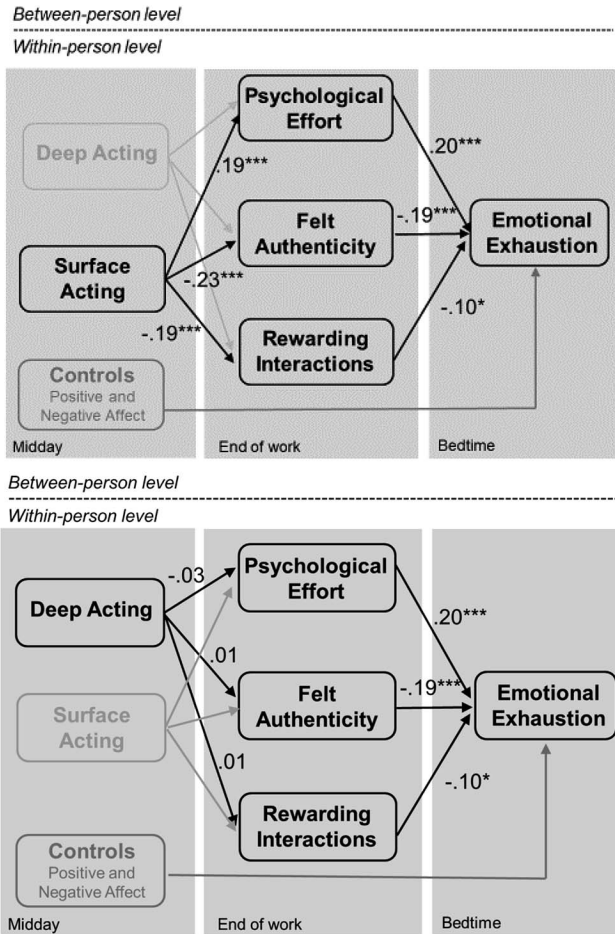 Between-person level
Within-person level
Psychological
Effort
Deep Acting
.19***
.20***
Felt
Authenticity
-.19***
Emotional
Exhaustion
Surface
Acting
-.23***
-.19***
-.10*
Rewarding
Interactions
Controls
Positive and
Negative Affect
Midday
End of work
Bedtime
Between-person level
Within-person level
Psychological
Effort
-.03
Deep Acting
.20***
.01
Felt
Authenticity
-.19***
Emotional
Exhaustion
Surface
Acting
.01
-.10*
Rewarding
Interactions
Controls
Positive and
Negative Affect
Midday
End of work
Bedtime